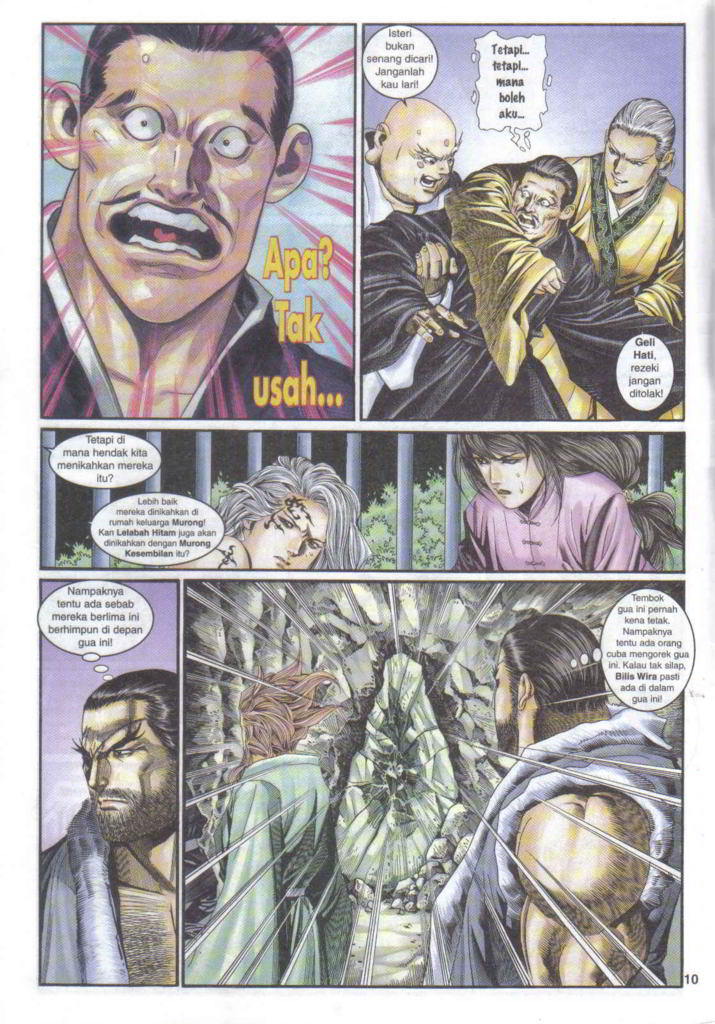 Apa?
Tak
usah...
Isteri
bukan
senang dicari!
Janganlah
kau lari!
Tetapi...
tetapi...
mana
boleh
aku...
Geli
Hati,
rezeki
jangan
ditolak!
Tetapi di
mana hendak kita
menikahkan mereka
itu?
Lebih baik
mereka dinikahkan di
rumah keluarga Murong!
Kan Lelabah Hitam juga akan
dinikahkan dengan Murong
Kesembilan itu?
Nampaknya
tentu ada sebab
mereka berlima ini
berhimpun di depan
gua ini!
Tembok
gua ini pernah
kena tetak.
Nampaknya
tentu ada orang
cuba mengorek gua
ini. Kalau tak silap,
Bilis Wira pasti
ada di dalam
gua ini!
10